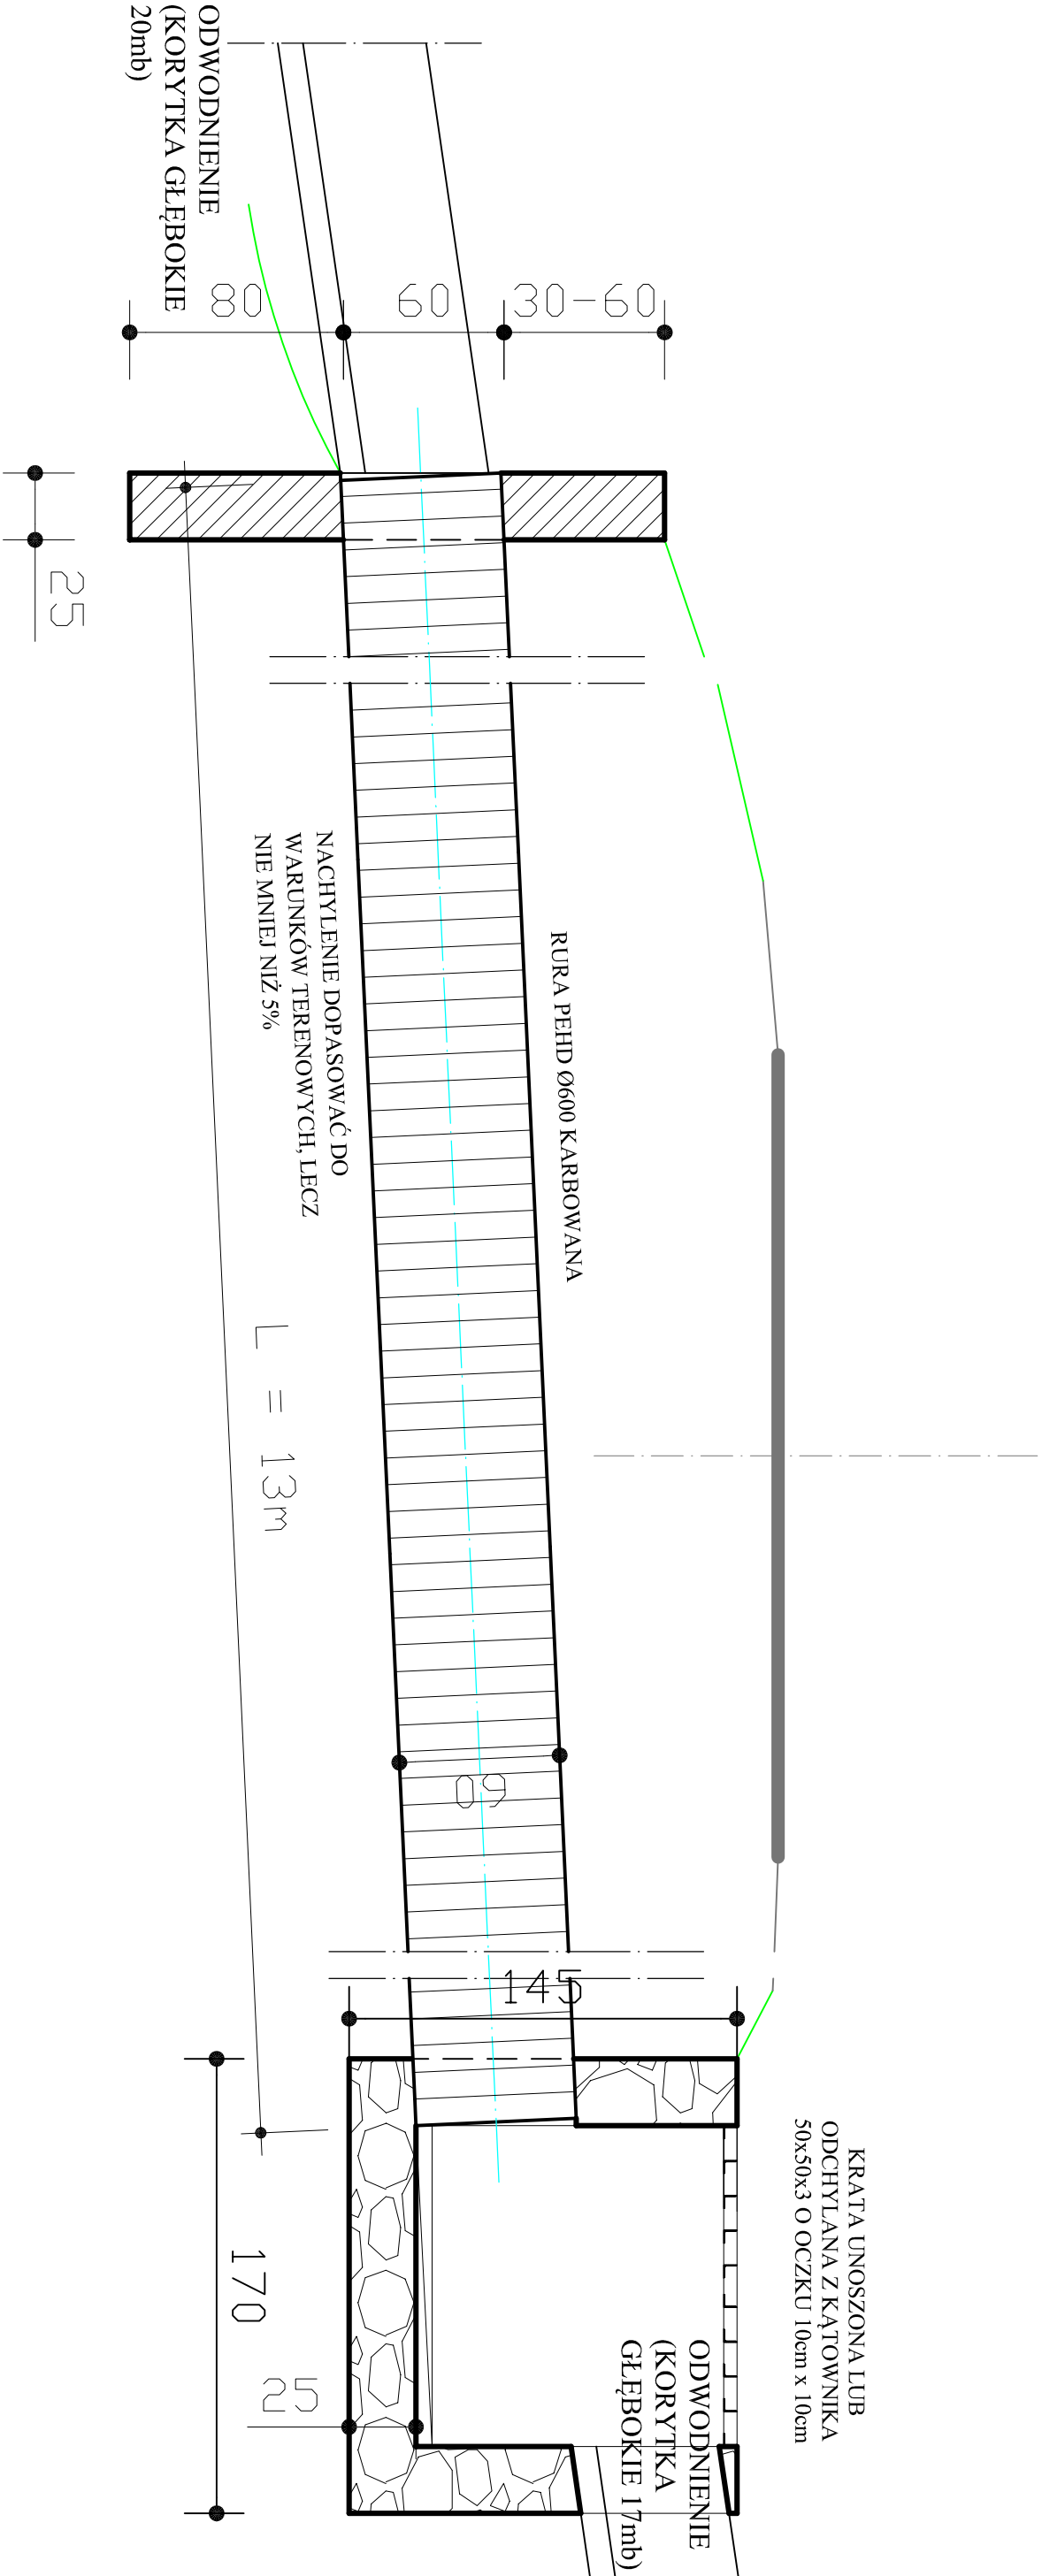 ODWODNIENIE
(KORYTKA GŁĘBOKIE
20mb)
80
60
30-60
25
NACHYLENIE DOPASOWAĆ DO
WARUNKÓW TERENOWYCH, LECZ
NIE MNIEJ NIŻ 5%
RURA PEHD Ø600 KARBOWANA
L = 13m
60
145
170
25
KRATA UNOSZONA LUB
ODCHYLANA Z KĄTOWNIKA
50x50x3 O OCZKU 10cm x 10cm
ODWODNIENIE
(KORYTKA
GŁĘBOKIE 17mb)